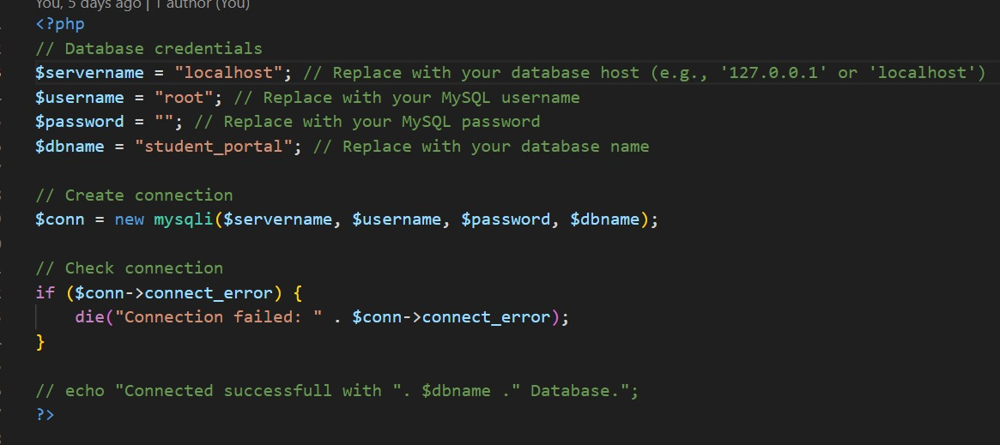 You, 5 days ago | 1 author (You)
<?php
// Database credentials
$servername = "localhost"; // Replace with your database host (e.g., '127.0.0.1' or 'localhost')
$username = "root"; // Replace with your MySQL username
$password = ""; // Replace with your MySQL password
$dbname = "student_portal"; // Replace with your database name
// Create connection
$conn = new mysqli($servername, $username, $password, $dbname);
// Check connection
if ($conn->connect_error) {
    die("Connection failed: " . $conn->connect_error);
}
// echo "Connected successfull with ". $dbname ." Database.";
?>